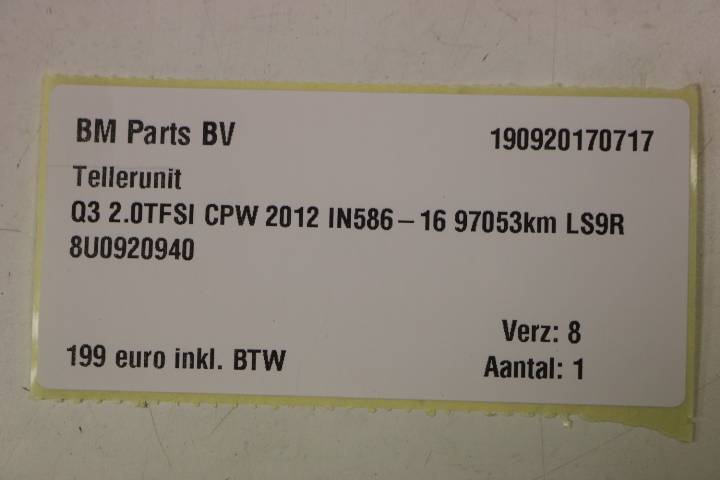 BM Parts BV 190920170717
Tellerunit
Q3 2.0TFSI CPW 2012 IN586-16 97053km LS9R
8U0920940
Verz: 8
199 euro inkl. BTW Aantal: 1